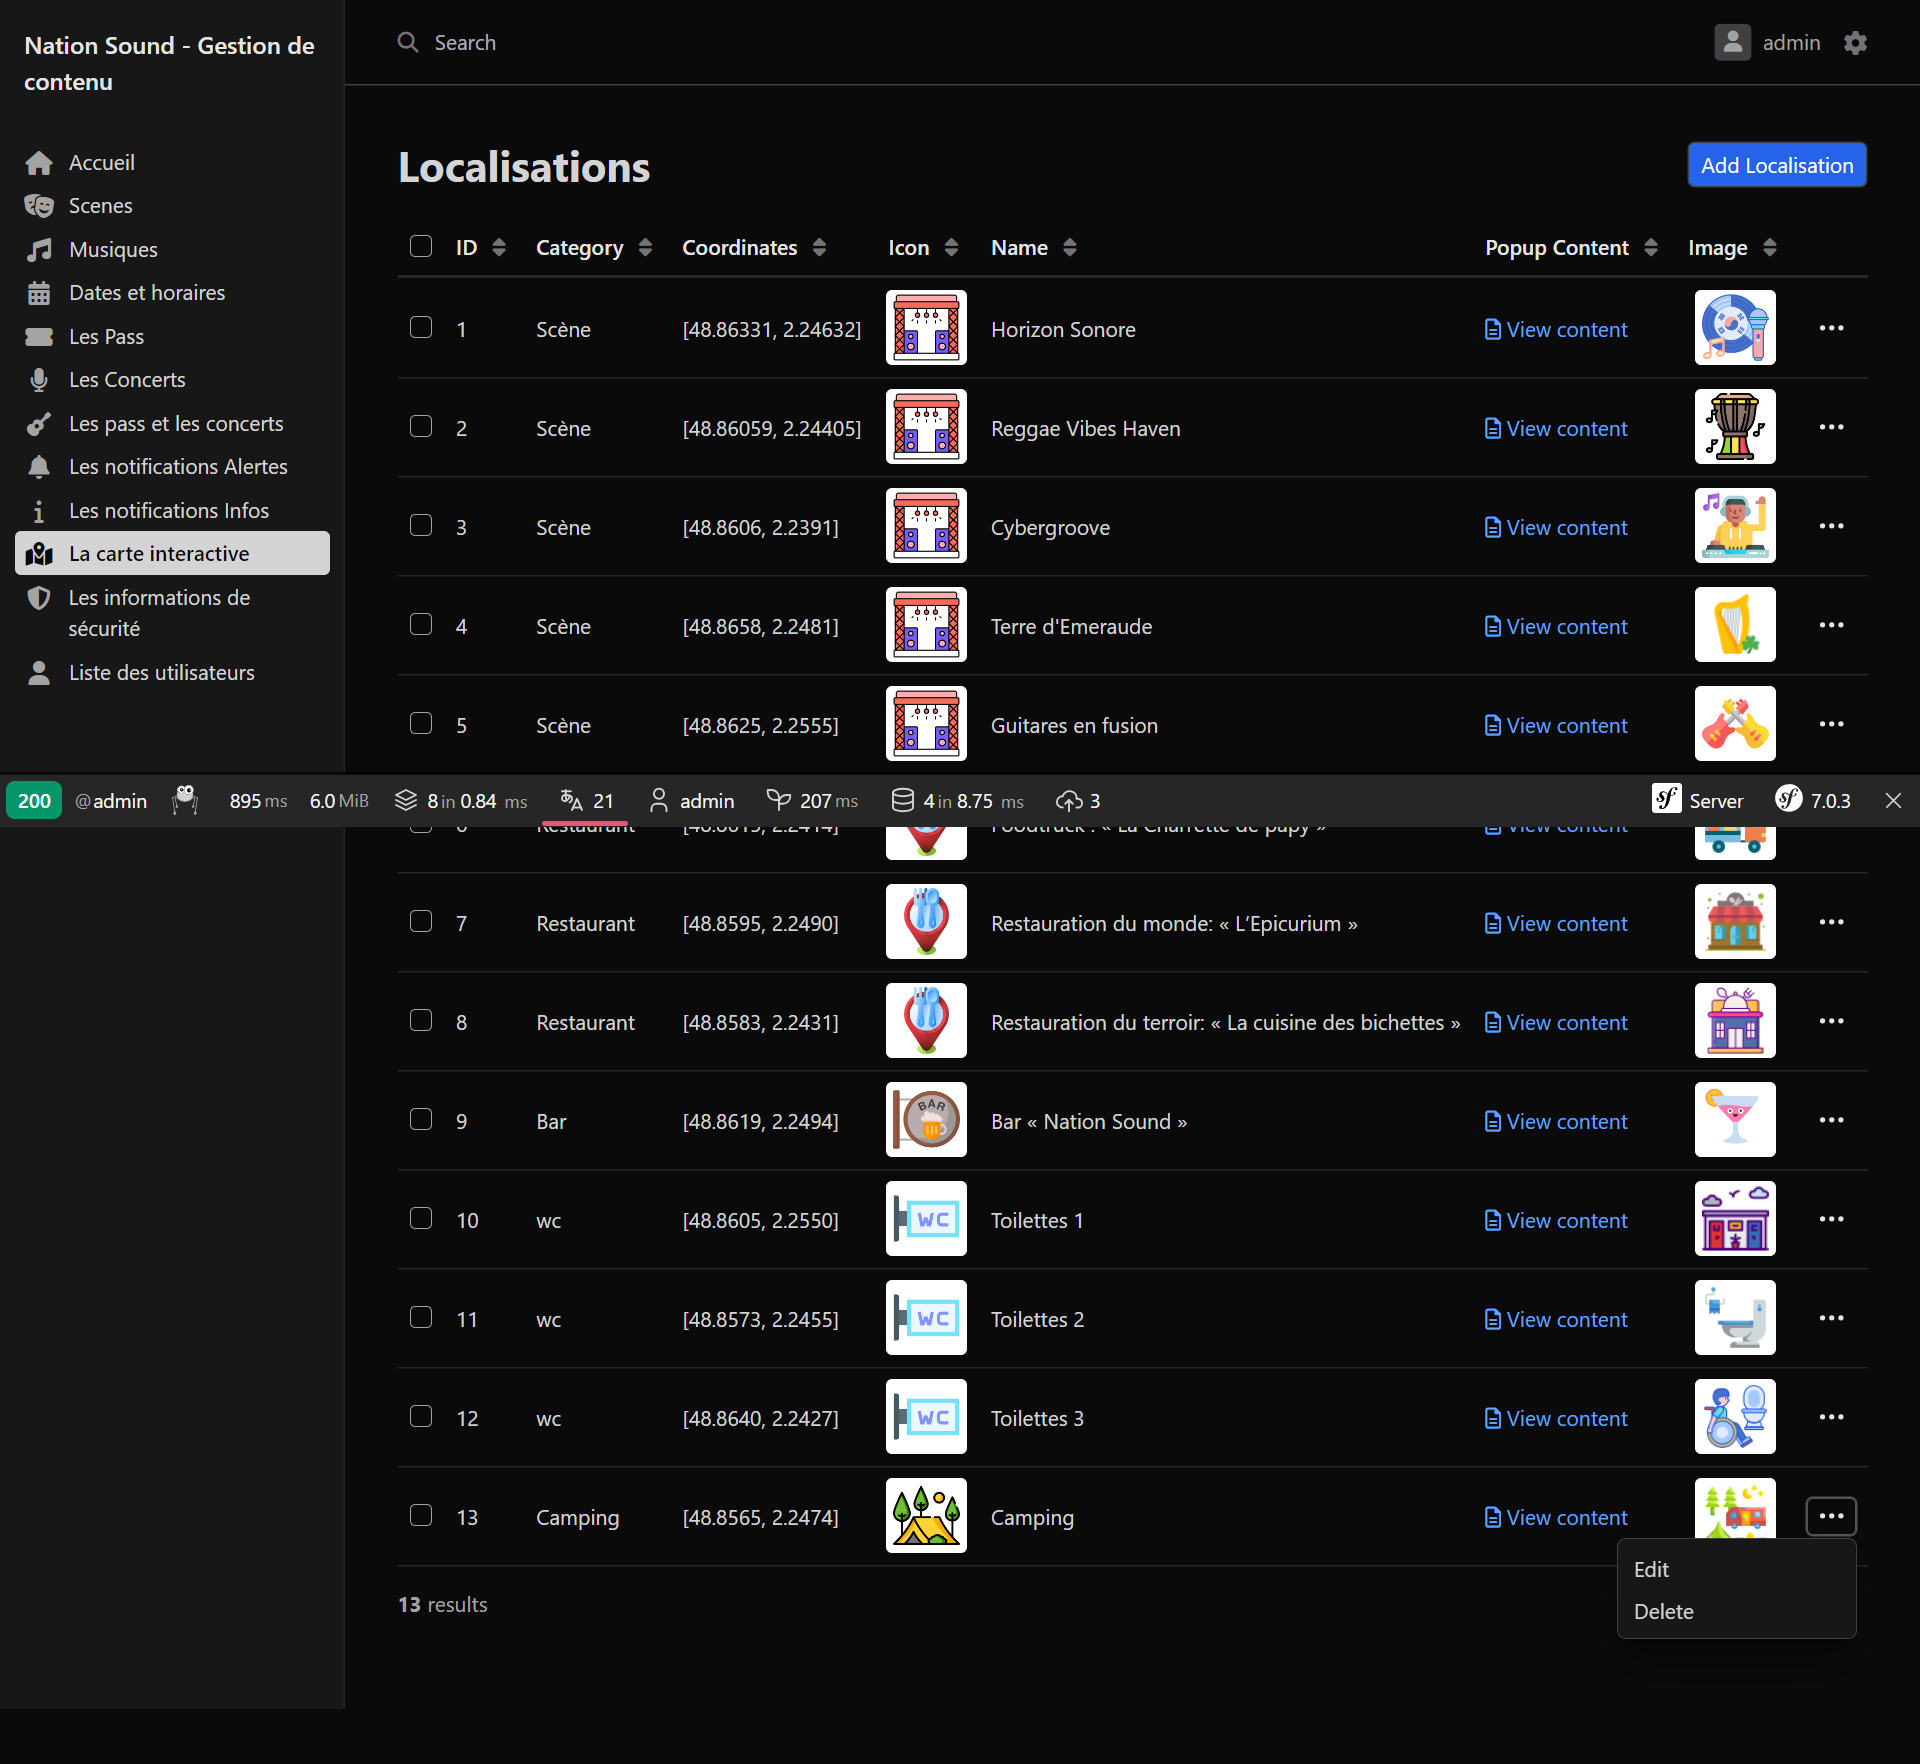 Nation Sound - Gestion de
contenu
Accueil
Scenes
Musiques
Dates et horaires
Les Pass
Les Concerts
Les pass et les concerts
Les notifications Alertes
Les notifications Infos
La carte interactive
Les informations de
sécurité
Liste des utilisateurs
Search
admin
Localisations
Add Localisation
ID Category Coordinates Icon Name Popup Content Image
1 Scène [48.86331, 2.24632] Horizon Sonore View content
2 Scène [48.86059, 2.24405] Reggae Vibes Haven View content
3 Scène [48.8606, 2.2391] Cybergroove View content
4 Scène [48.8658, 2.2481] Terre d'Emeraude View content
5 Scène [48.8625, 2.2555] Guitares en fusion View content
200 @admin 895 ms 6.0 MiB 8 in 0.84 ms 21 admin 207 ms 4 in 8.75 ms 3 Server 7.0.3
Restaurant Foodtruck : « La Charrette de papy » View content
7 Restaurant [48.8595, 2.2490] Restauration du monde: « L’Epicurium » View content
8 Restaurant [48.8583, 2.2431] Restauration du terroir: « La cuisine des bichettes » View content
9 Bar [48.8619, 2.2494] BAR Bar « Nation Sound » View content
10 wc [48.8605, 2.2550] WC Toilettes 1 View content
11 wc [48.8573, 2.2455] WC Toilettes 2 View content
12 wc [48.8640, 2.2427] WC Toilettes 3 View content
13 Camping [48.8565, 2.2474] Camping View content
Edit
Delete
13 results